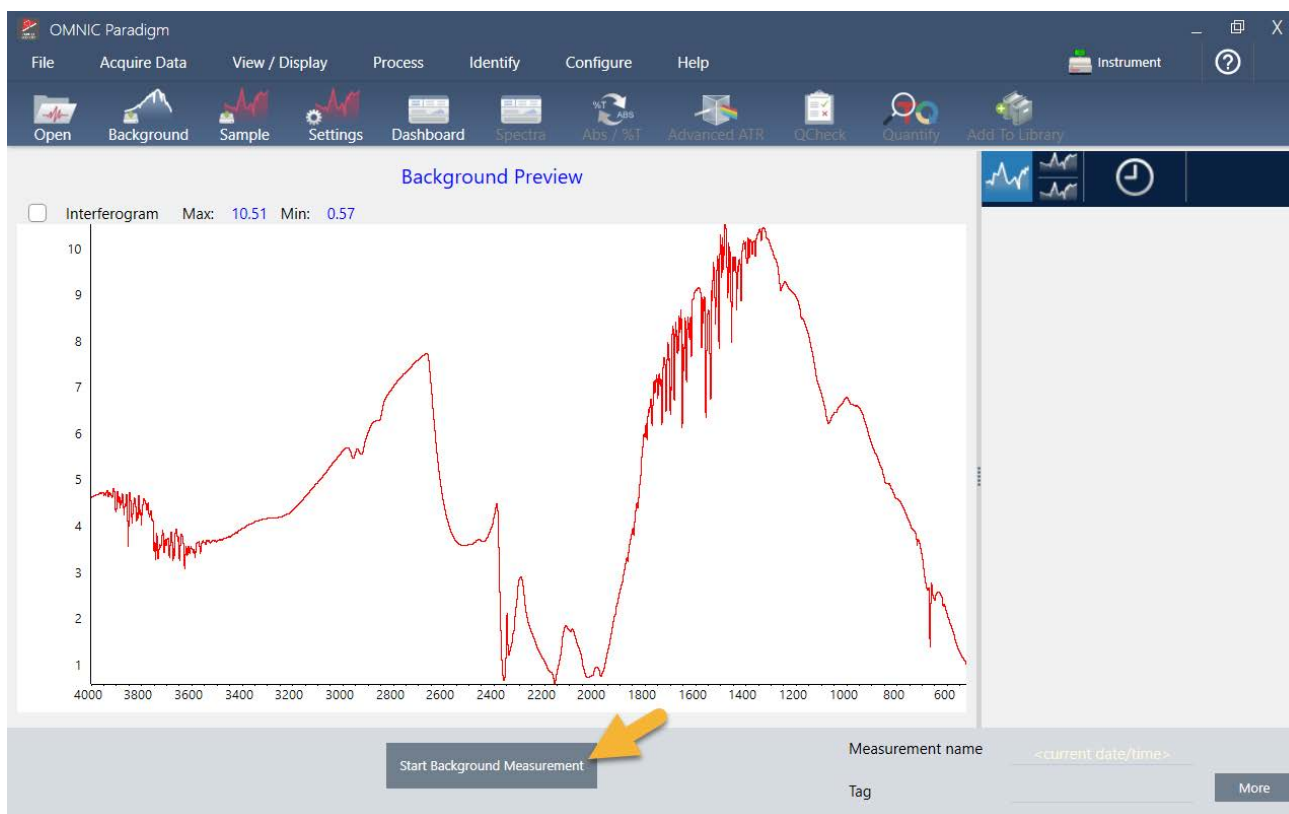 OMNIC Paradigm
File Acquire Data View / Display Process Identify Configure Help Instrument
Open Background Sample Settings Dashboard Spectra Abs / %T Advanced ATR QCheck Quantify Add To Library
%T ABS
Background Preview
Interferogram Max: 10.51 Min: 0.57
10
9
8
7
6
5
4
3
2
1
4000 3800 3600 3400 3200 3000 2800 2600 2400 2200 2000 1800 1600 1400 1200 1000 800 600
Start Background Measurement
Measurement name <current date/time>
Tag
More